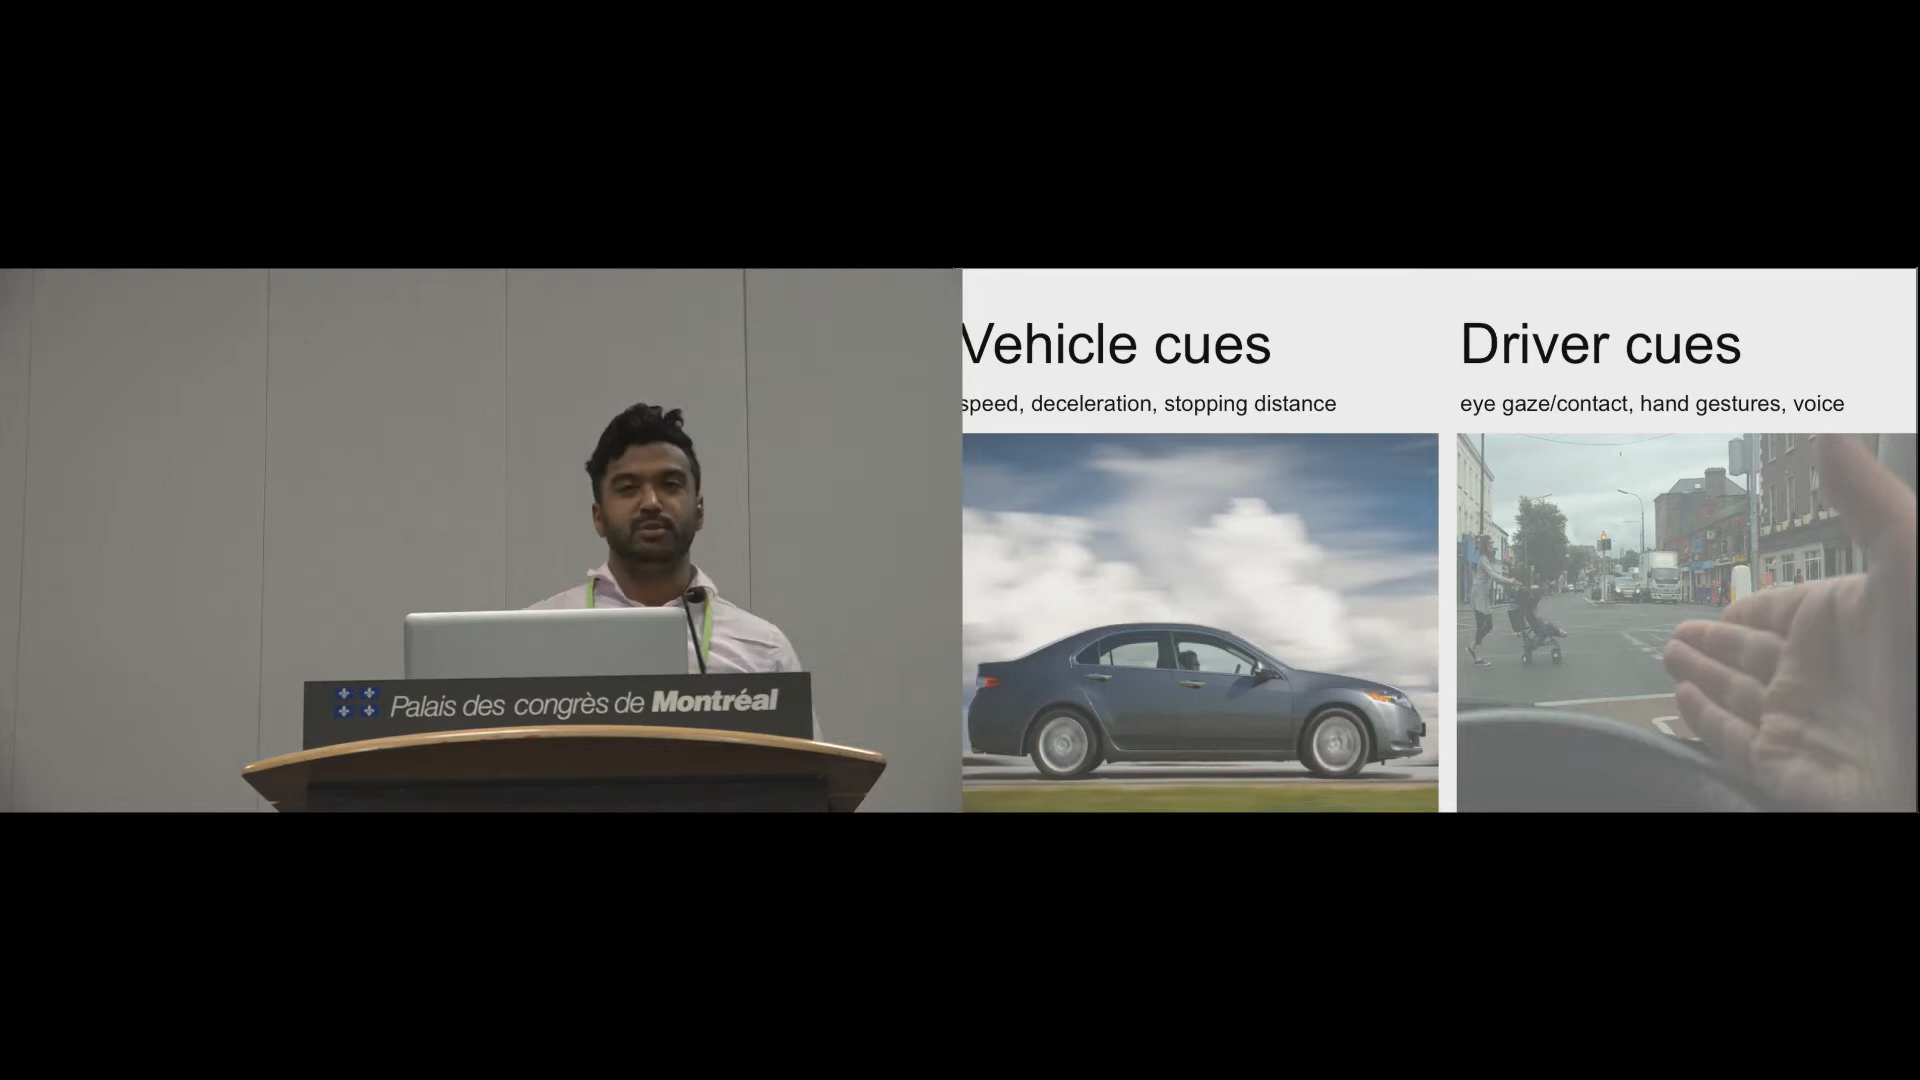 Palais des congrès de Montréal
Vehicle cues
speed, deceleration, stopping distance
Driver cues
eye gaze/contact, hand gestures, voice